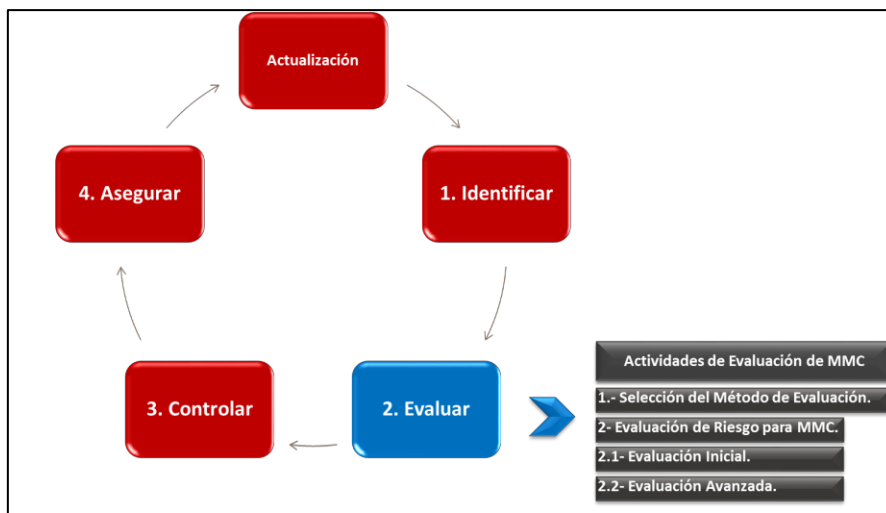 Actualización
4. Asegurar
1. Identificar
3. Controlar
2. Evaluar
Actividades de Evaluación de MMC
1.- Selección del Método de Evaluación.
2- Evaluación de Riesgo para MMC.
2.1- Evaluación Inicial.
2.2- Evaluación Avanzada.